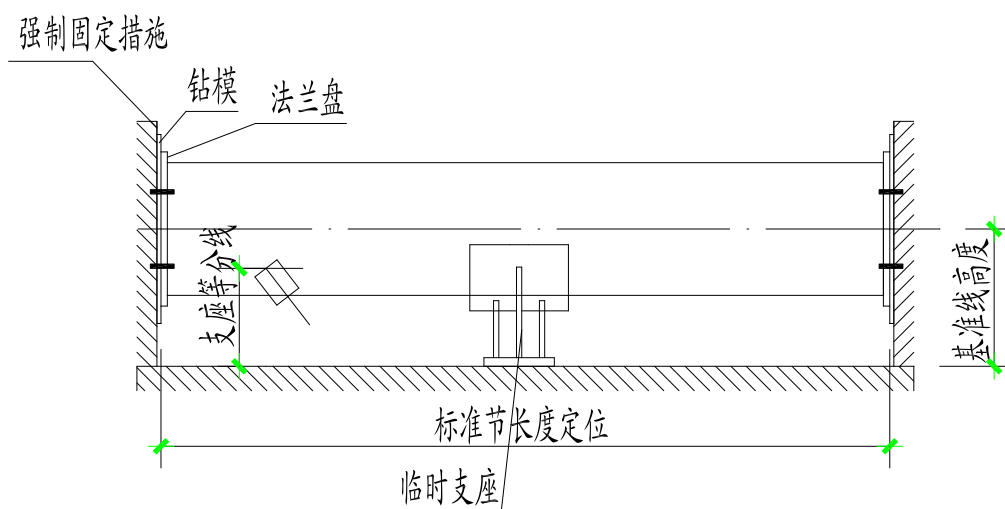 强制固定措施
钻模
法兰盘
支座等分线
基准线高度
标准节长度定位
临时支座